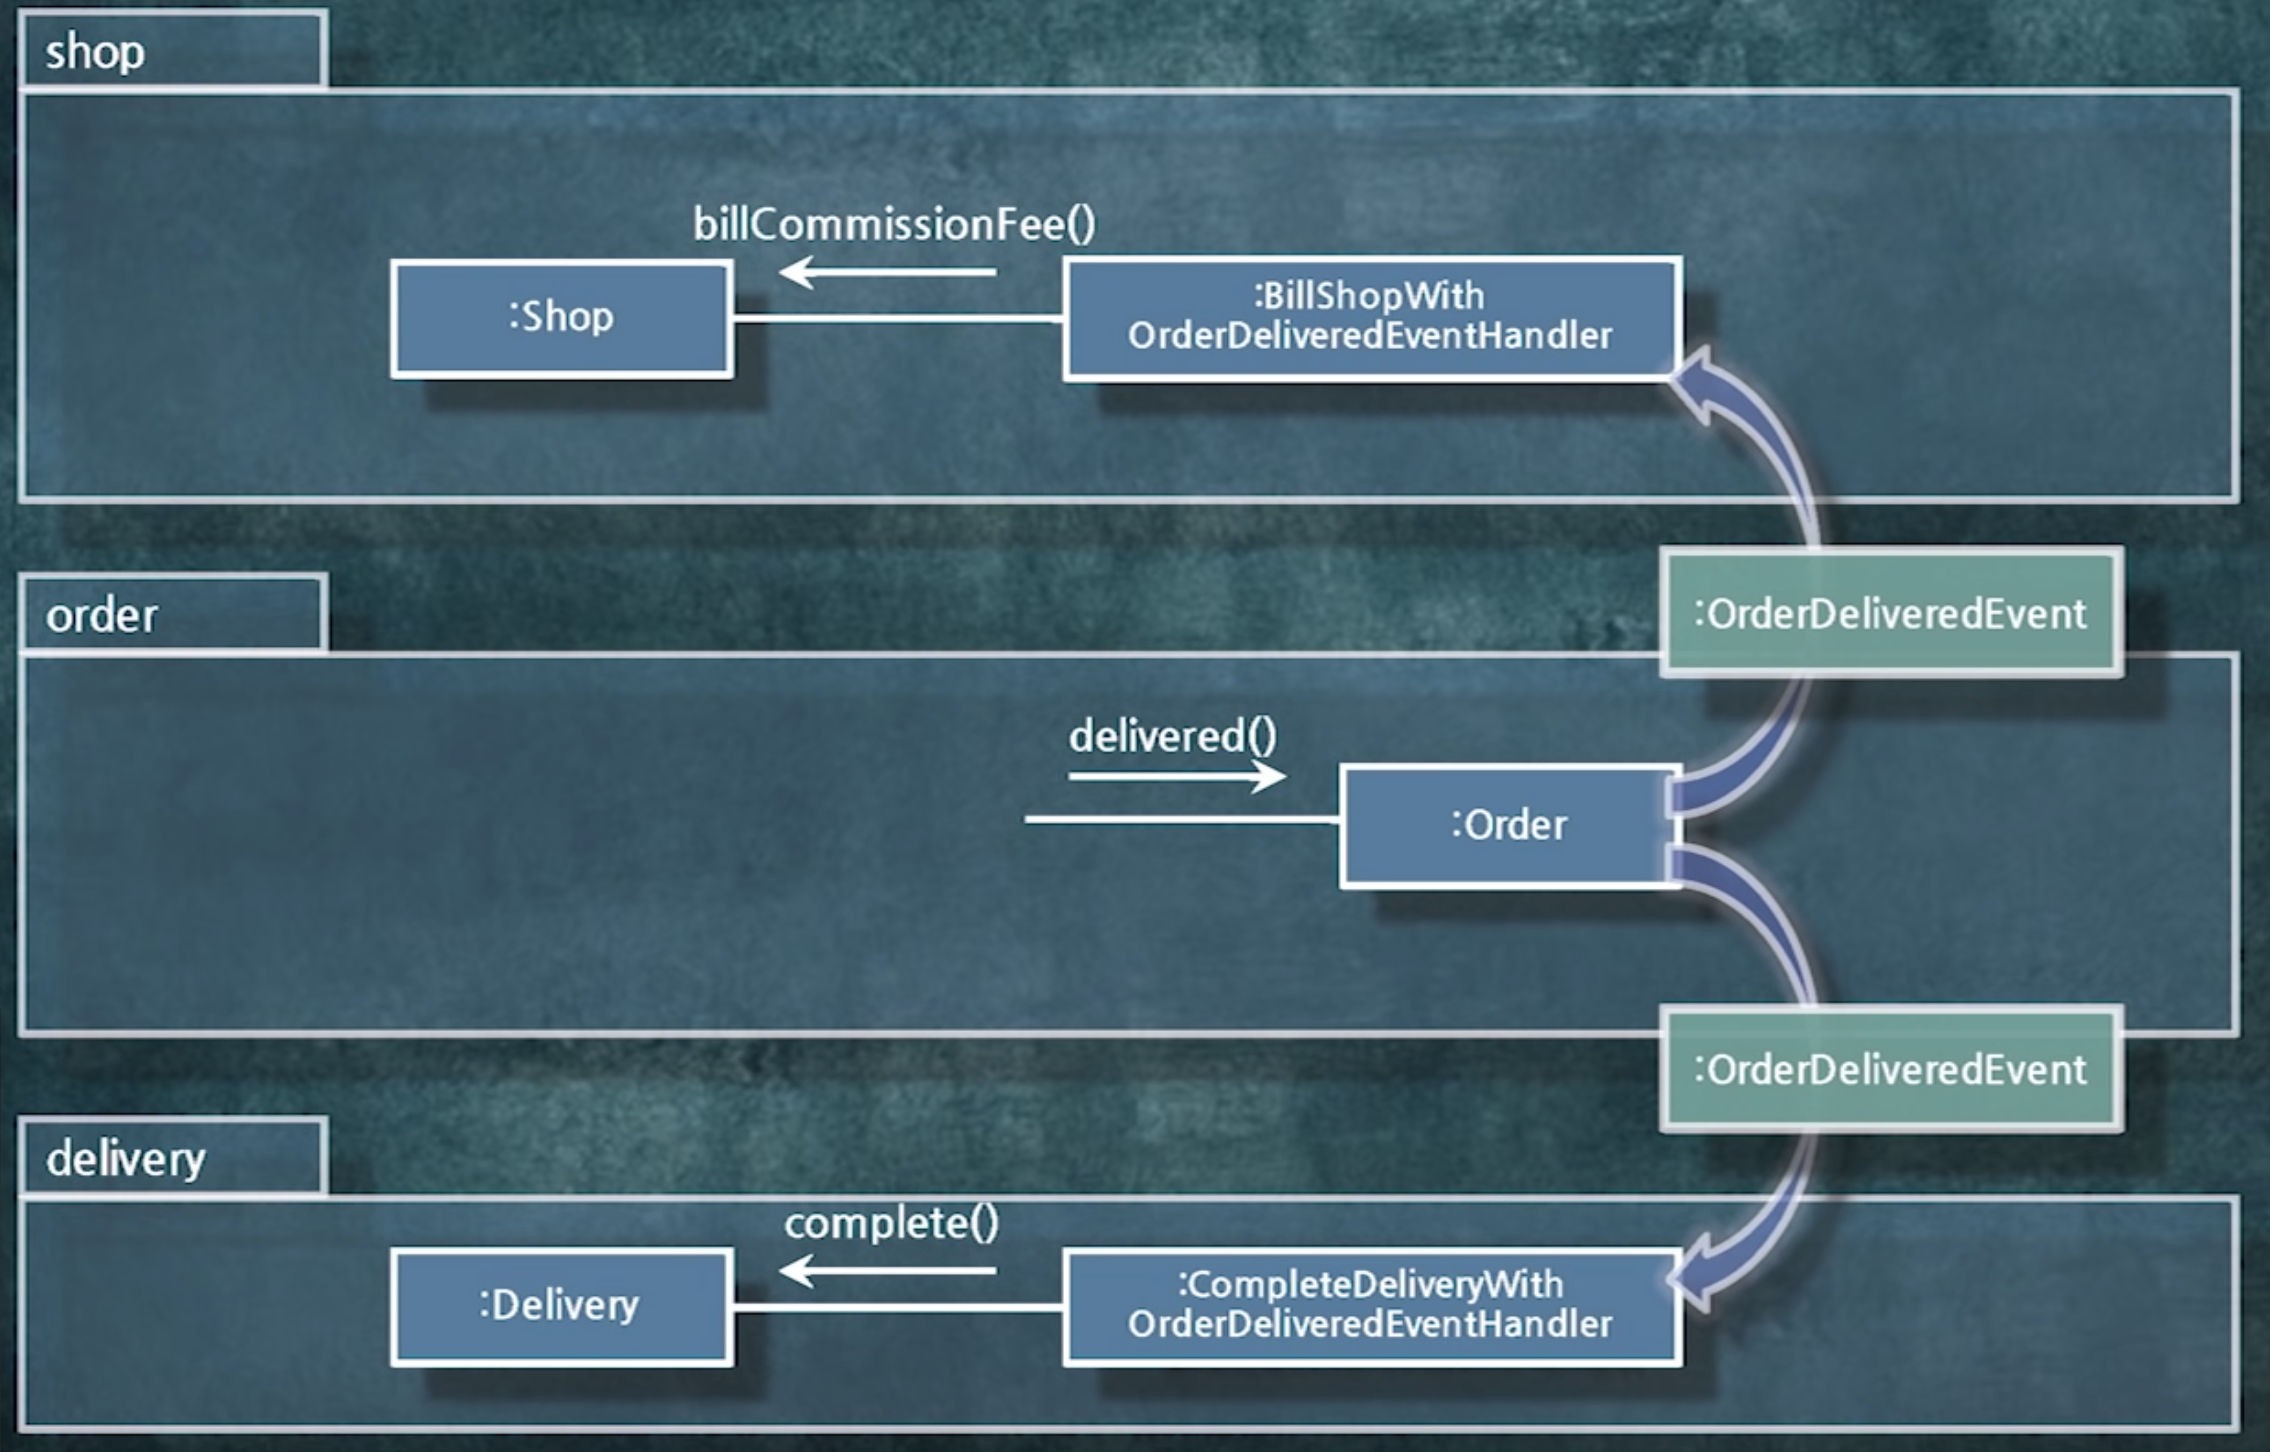 shop
billCommissionFee()
:Shop
:BillShopWith
OrderDeliveredEventHandler
:OrderDeliveredEvent
order
delivered()
:Order
:OrderDeliveredEvent
delivery
complete()
:Delivery
:CompleteDeliveryWith
OrderDeliveredEventHandler